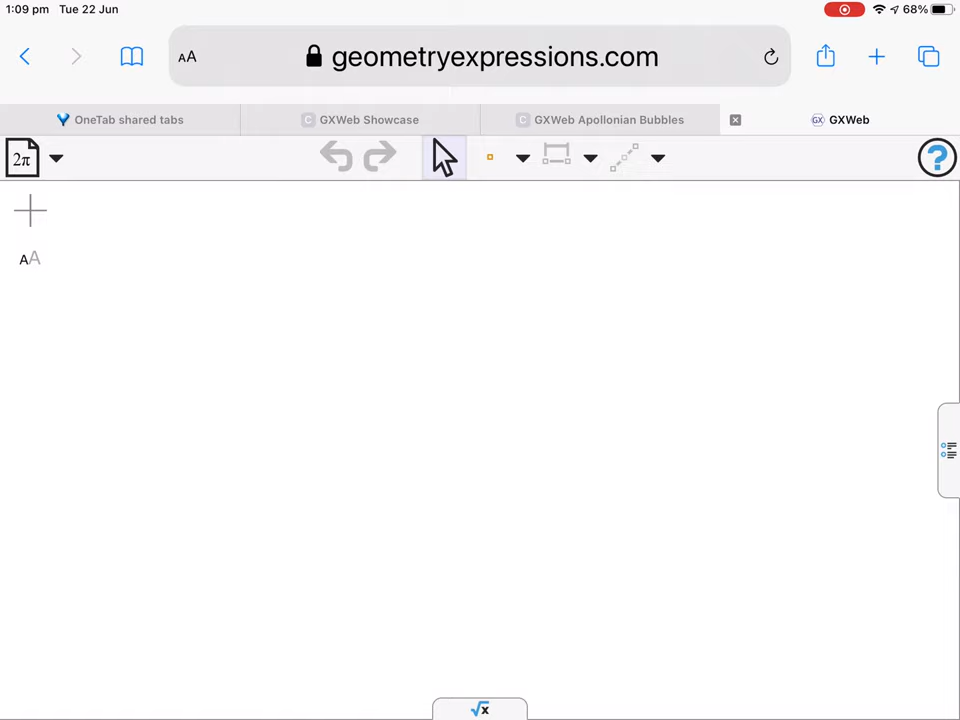 1:09 pm Tue 22 Jun 68%
AA geometryexpressions.com
OneTab shared tabs GXWeb Showcase GXWeb Apollonian Bubbles GXWeb
2π ?
AA
√x